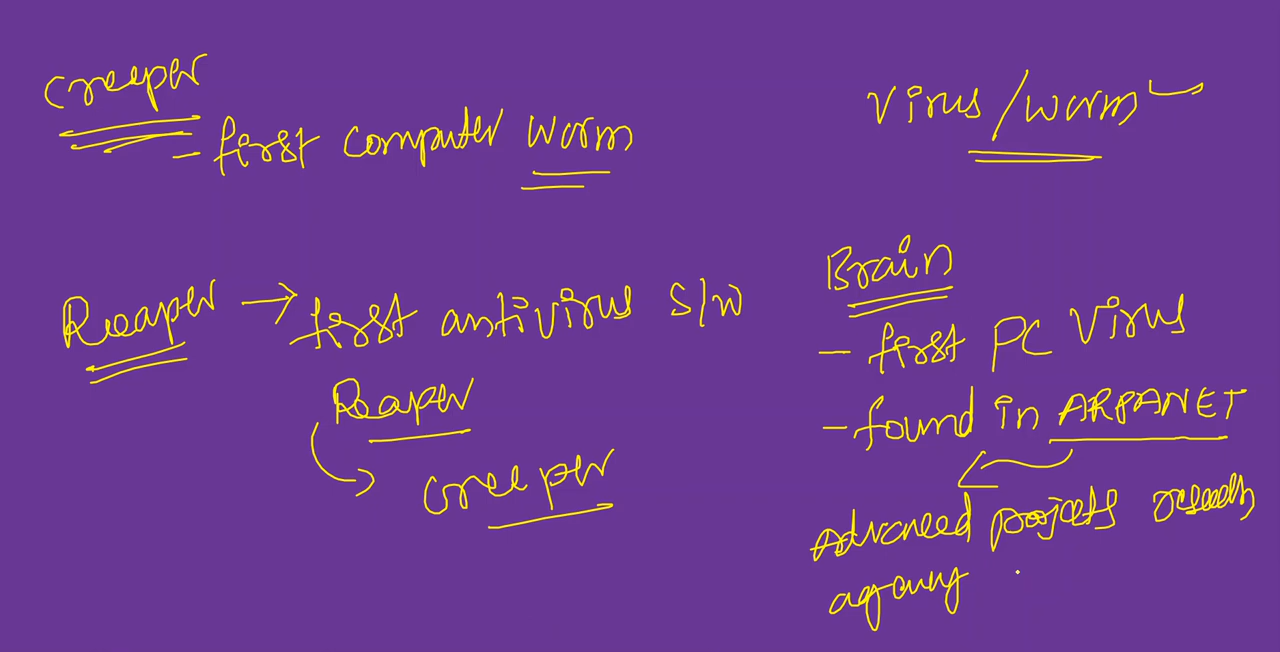 Creeper
- first computer worm
Reaper → first antivirus s/w
Reaper
creeper
Virus/worm
Brain
- first PC Virus
- found in ARPANET
Advanced projects
agency